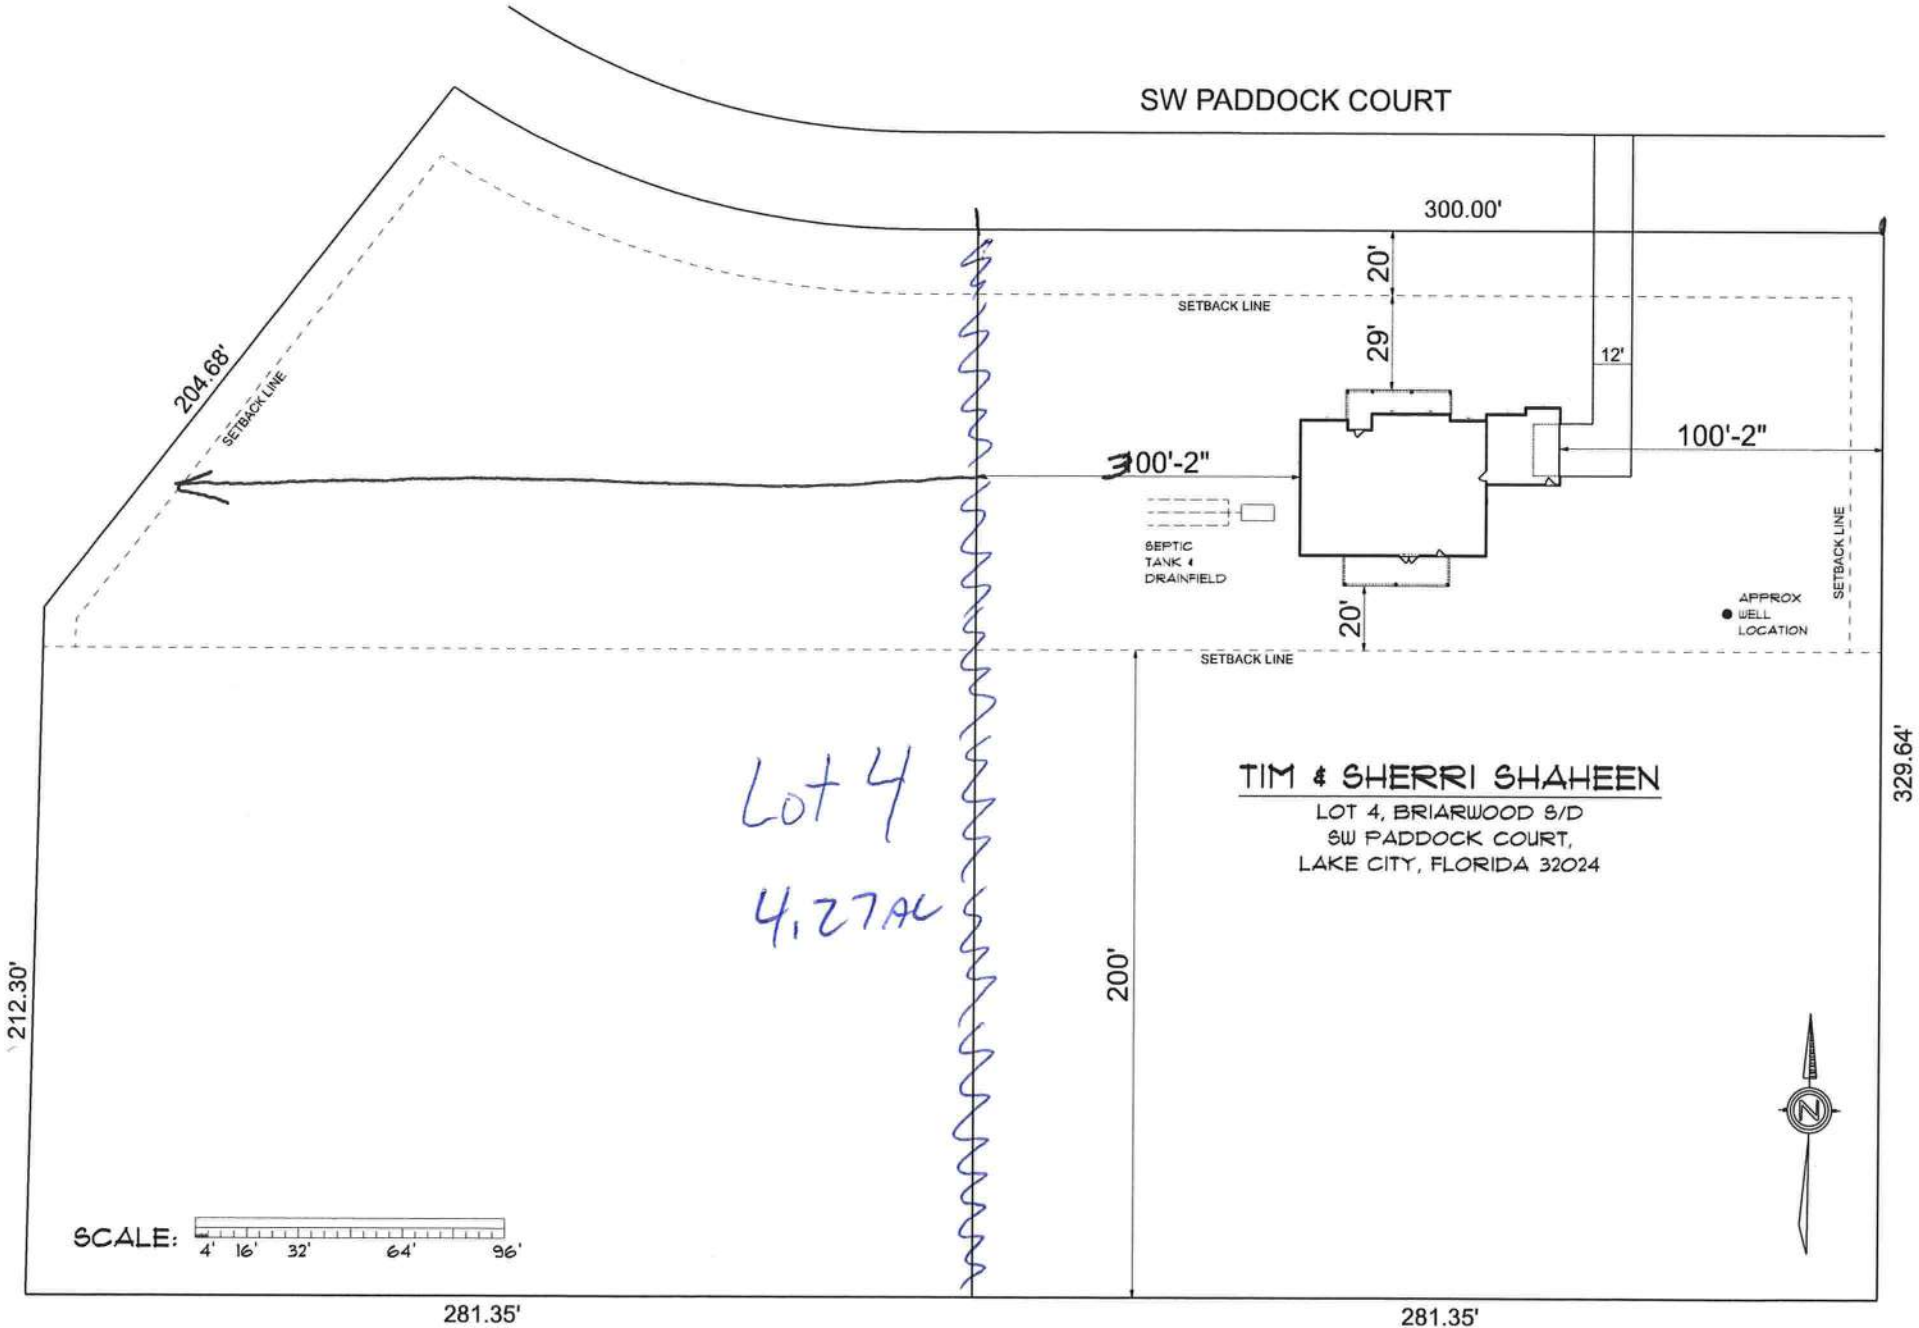 SW PADDOCK COURT
300.00'
20'
SETBACK LINE
29'
12'
204.68'
SETBACK LINE
300'-2"
100'-2"
SEPTIC
TANK &
DRAINFIELD
20'
SETBACK LINE
APPROX
WELL
LOCATION
SETBACK LINE
329.64'
Lot 4
4.27 AC
TIM & SHERRI SHAHEEN
LOT 4, BRIARWOOD S/D
SW PADDOCK COURT,
LAKE CITY, FLORIDA 32024
200'
212.30'
N
SCALE:
4' 16' 32' 64' 96'
281.35'
281.35'